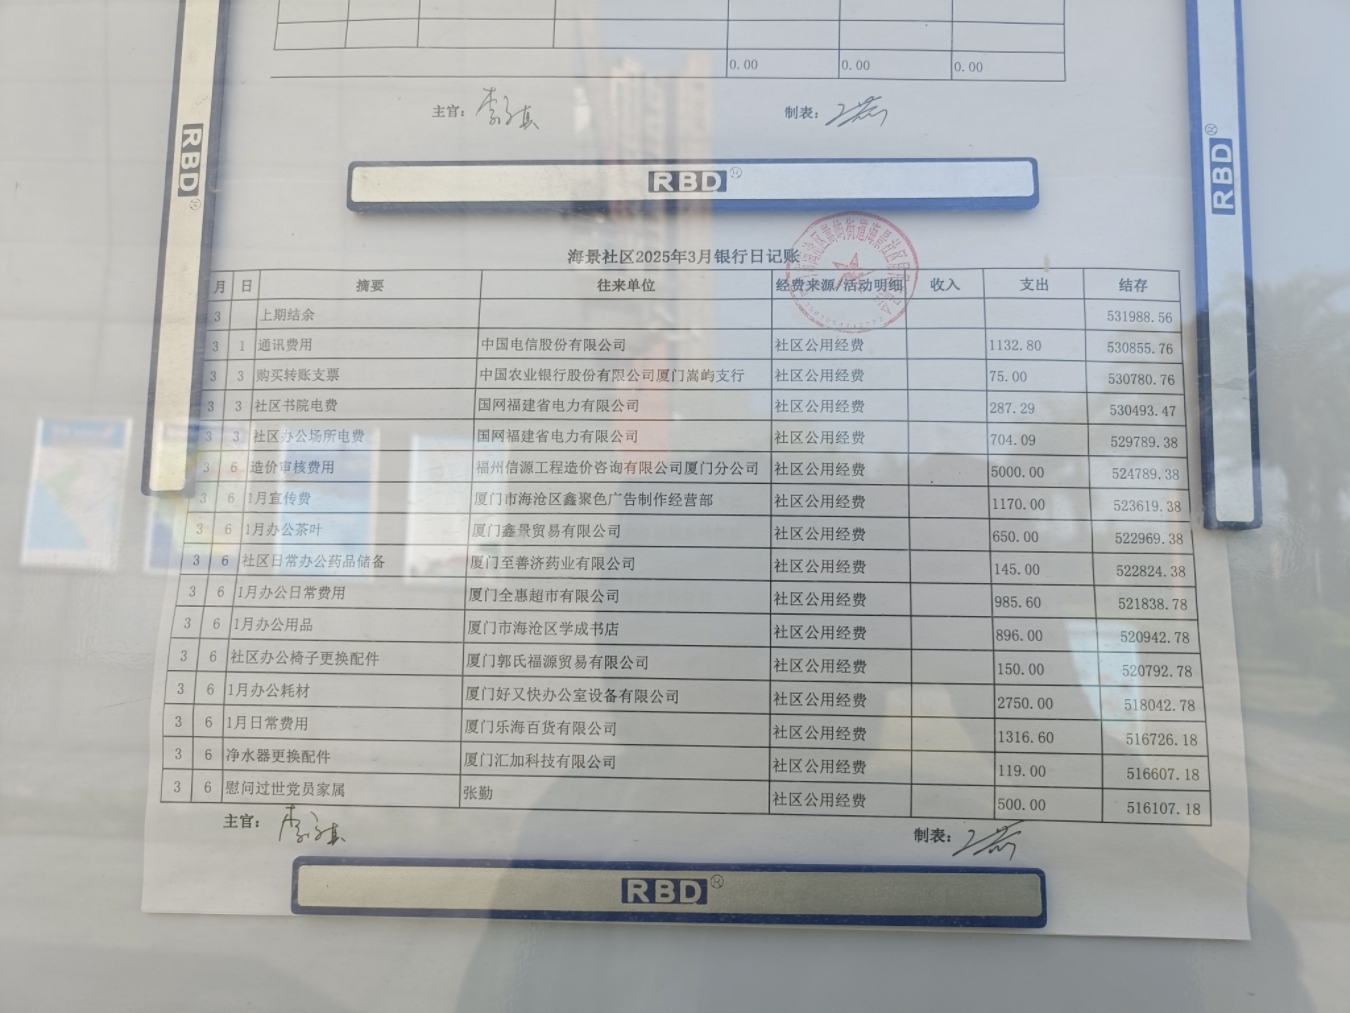 0.00 0.00 0.00
主官： 制表：
RBD®
RBD®
RBD®
海景社区2025年3月银行日记账
月 日 摘要 往来单位 经费来源/活动明细 收入 支出 结存
3 上期结余 531988.56
3 1 通讯费用 中国电信股份有限公司 社区公用经费 1132.80 530855.76
3 3 购买转账支票 中国农业银行股份有限公司厦门嵩屿支行 社区公用经费 75.00 530780.76
3 3 社区书院电费 国网福建省电力有限公司 社区公用经费 287.29 530493.47
3 3 社区办公场所电费 国网福建省电力有限公司 社区公用经费 704.09 529789.38
3 6 造价审核费用 福州信源工程造价咨询有限公司厦门分公司 社区公用经费 5000.00 524789.38
3 6 1月宣传费 厦门市海沧区鑫聚色广告制作经营部 社区公用经费 1170.00 523619.38
3 6 1月办公茶叶 厦门鑫景贸易有限公司 社区公用经费 650.00 522969.38
3 6 社区日常办公药品储备 厦门至善济药业有限公司 社区公用经费 145.00 522824.38
3 6 1月办公日常费用 厦门全惠超市有限公司 社区公用经费 985.60 521838.78
3 6 1月办公用品 厦门市海沧区学成书店 社区公用经费 896.00 520942.78
3 6 社区办公椅子更换配件 厦门郭氏福源贸易有限公司 社区公用经费 150.00 520792.78
3 6 1月办公耗材 厦门好又快办公室设备有限公司 社区公用经费 2750.00 518042.78
3 6 1月日常费用 厦门乐海百货有限公司 社区公用经费 1316.60 516726.18
3 6 净水器更换配件 厦门汇加科技有限公司 社区公用经费 119.00 516607.18
3 6 慰问过世党员家属 张勤 社区公用经费 500.00 516107.18
主官： 制表：
RBD®